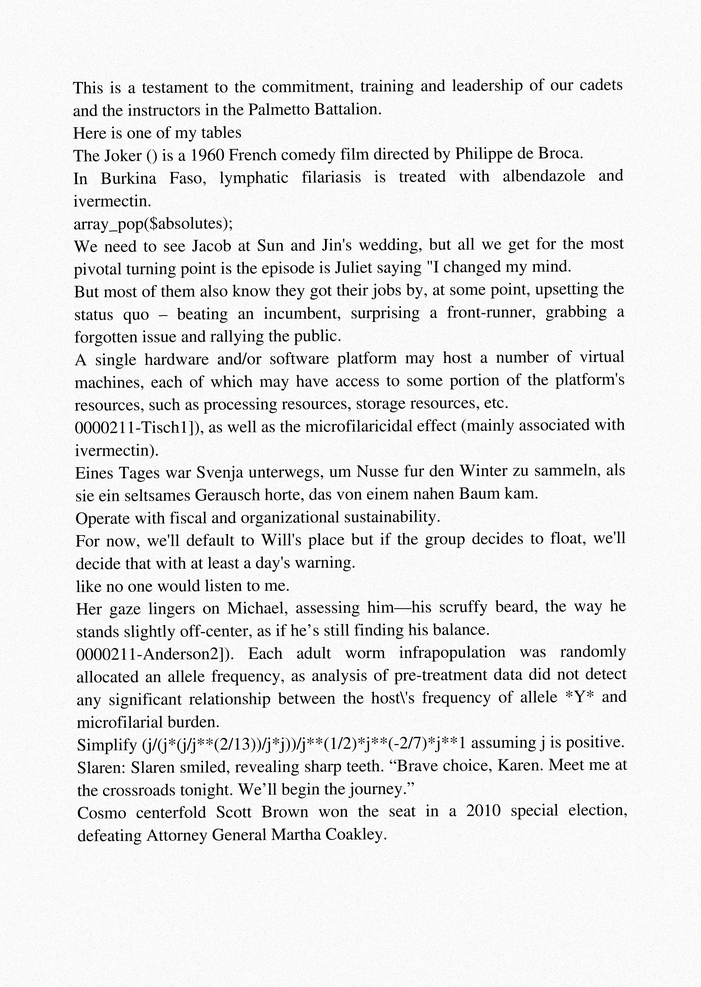 This is a testament to the commitment, training and leadership of our cadets
and the instructors in the Palmetto Battalion.
Here is one of my tables
The Joker () is a 1960 French comedy film directed by Philippe de Broca.
In Burkina Faso, lymphatic filariasis is treated with albendazole and
ivermectin.
array_pop($absolutes);
We need to see Jacob at Sun and Jin's wedding, but all we get for the most
pivotal turning point is the episode is Juliet saying "I changed my mind.
But most of them also know they got their jobs by, at some point, upsetting the
status quo – beating an incumbent, surprising a front-runner, grabbing a
forgotten issue and rallying the public.
A single hardware and/or software platform may host a number of virtual
machines, each of which may have access to some portion of the platform's
resources, such as processing resources, storage resources, etc.
0000211-Tisch1]), as well as the microfilaricidal effect (mainly associated with
ivermectin).
Eines Tages war Svenja unterwegs, um Nusse fur den Winter zu sammeln, als
sie ein seltsames Gerausch horte, das von einem nahen Baum kam.
Operate with fiscal and organizational sustainability.
For now, we'll default to Will's place but if the group decides to float, we'll
decide that with at least a day's warning.
like no one would listen to me.
Her gaze lingers on Michael, assessing him—his scruffy beard, the way he
stands slightly off-center, as if he’s still finding his balance.
0000211-Anderson2]). Each adult worm infrapopulation was randomly
allocated an allele frequency, as analysis of pre-treatment data did not detect
any significant relationship between the host\'s frequency of allele *Y* and
microfilarial burden.
Simplify (j/(j*(j/j**(2/13))/j*j))/j**(1/2)*j**(-2/7)*j**1 assuming j is positive.
Slaren: Slaren smiled, revealing sharp teeth. “Brave choice, Karen. Meet me at
the crossroads tonight. We’ll begin the journey.”
Cosmo centerfold Scott Brown won the seat in a 2010 special election,
defeating Attorney General Martha Coakley.